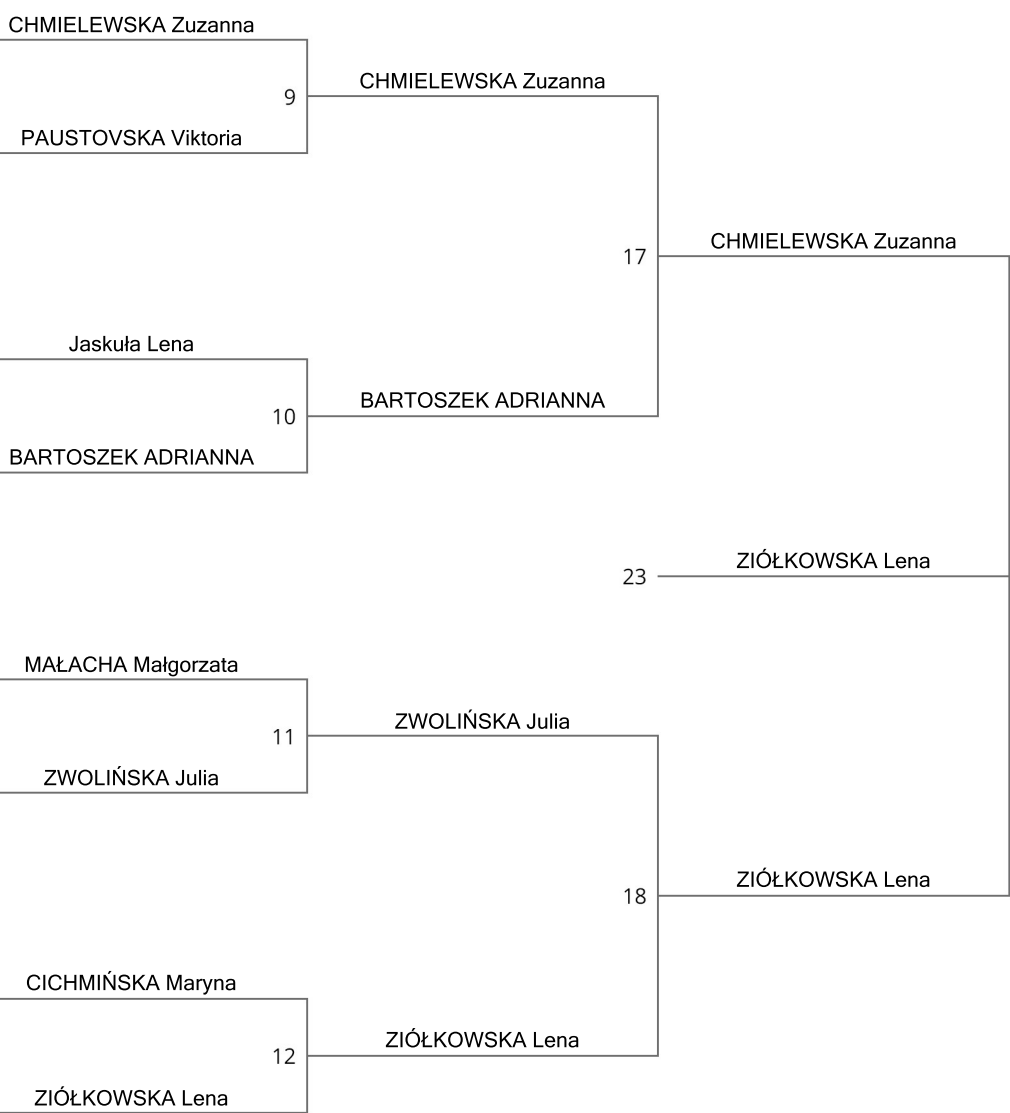 CHMIELEWSKA Zuzanna
9
CHMIELEWSKA Zuzanna
PAUSTOVSKA Viktoria
17
CHMIELEWSKA Zuzanna
Jaskuła Lena
10
BARTOSZEK ADRIANNA
BARTOSZEK ADRIANNA
23
ZIÓŁKOWSKA Lena
MAŁACHA Małgorzata
11
ZWOLIŃSKA Julia
ZWOLIŃSKA Julia
18
ZIÓŁKOWSKA Lena
CICHMIŃSKA Maryna
12
ZIÓŁKOWSKA Lena
ZIÓŁKOWSKA Lena